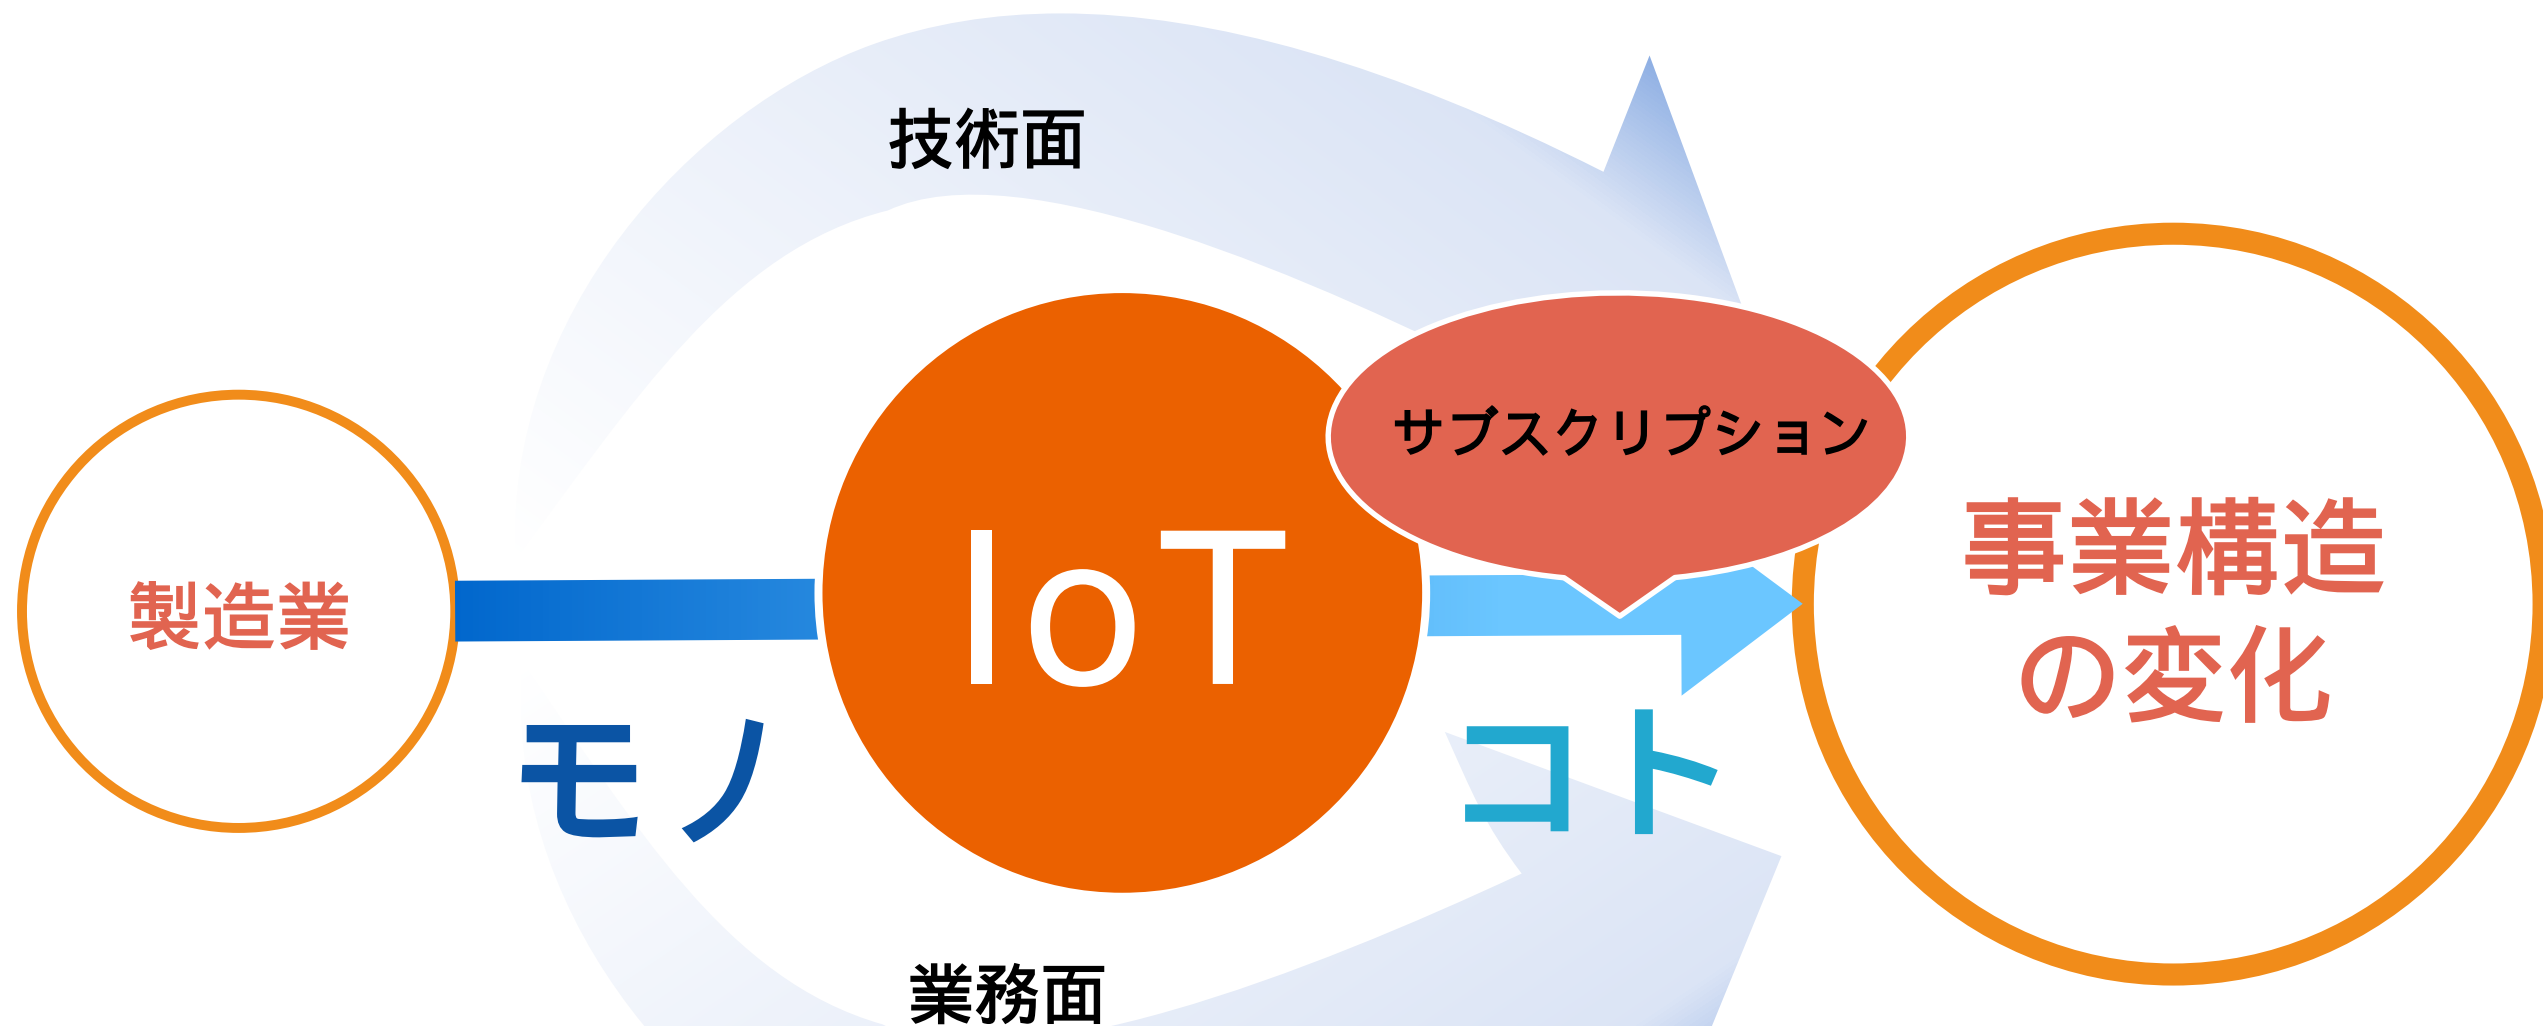 技術面
サブスクリプション
製造業
IoT
事業構造
の変化
モノ
コト
業務面